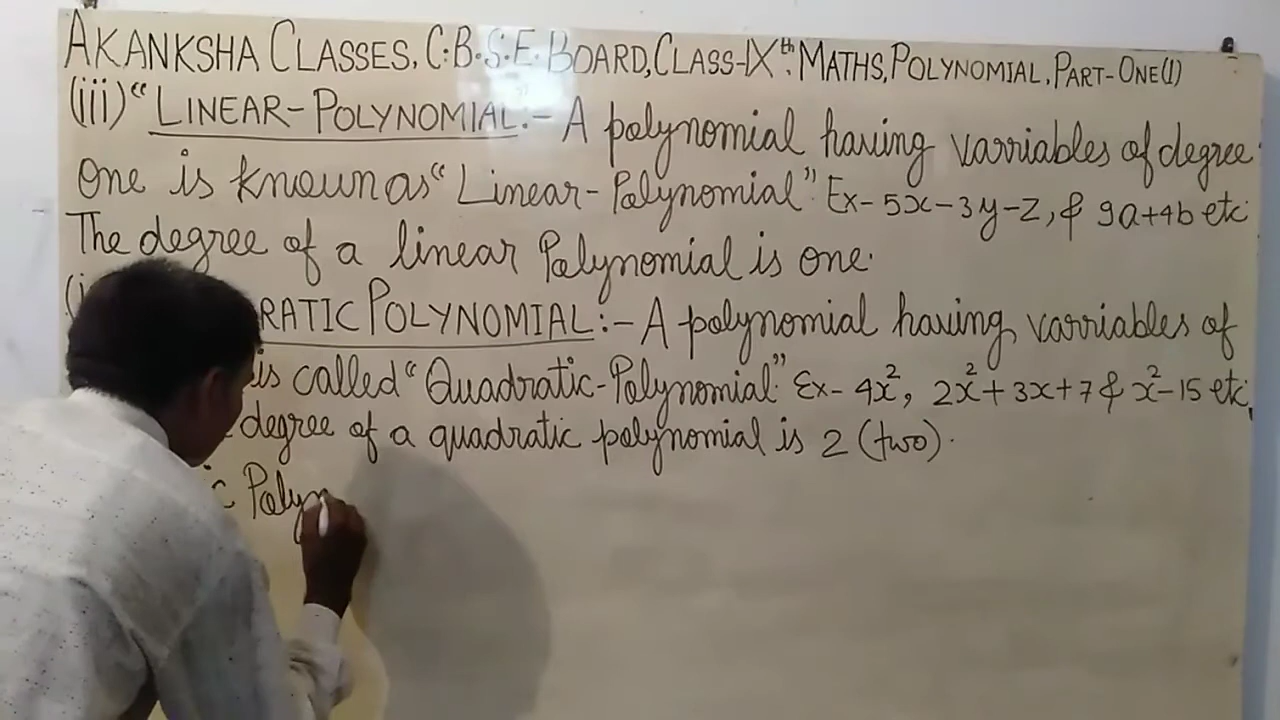 AKANKSHA CLASSES, C.B.S.E. BOARD, CLASS-IXth. MATHS, POLYNOMIAL, PART-ONE(1)
(iii) “LINEAR-POLYNOMIAL:- A polynomial having varriables of degree
one is known as “Linear-Polynomial” Ex- 5x-3y-z, & 9a+4b etc
The degree of a linear Polynomial is one.
RATIC POLYNOMIAL:- A polynomial having varriables of
is called “Quadratic-Polynomial” Ex- 4x², 2x²+3x+7 & x²-15 etc,
degree of a quadratic polynomial is 2 (two).
ic Polyn